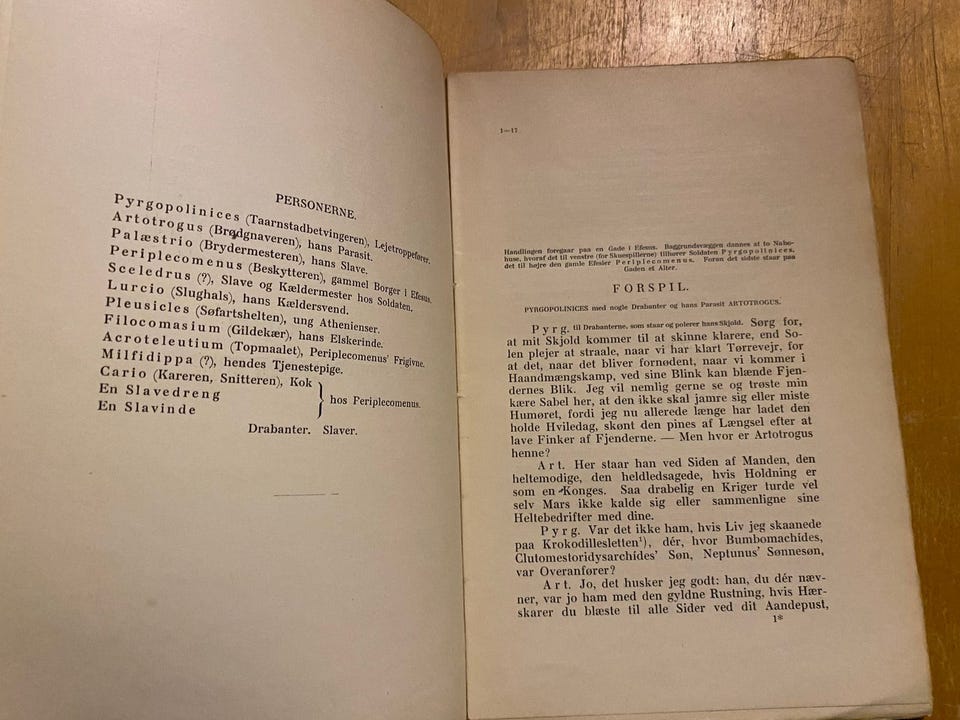 PERSONERNE.
Pyrgopolinices (Taarnstadbetvingeren), Lejetroppefører.
Artotrogus (Brødgnaveren), hans Parasit.
Palæstrio (Brydermesteren), hans Slave.
Periplecomenus (Beskytteren), gammel Borger i Efesus.
Sceledrus (?), Slave og Kældermester hos Soldaten.
Lurcio (Slughals), hans Kældersvend.
Pleusicles (Søfartshelten), ung Athenienser.
Filocomasium (Gildekær), hans Elskerinde.
Acroteleutium (Topmaalet), Periplecomenus' Frigivne.
Milfidippa (?), hendes Tjenestepige.
Cario (Kareren, Snitteren), Kok
En Slavedreng
En Slavinde
hos Periplecomenus.
Drabanter. Slaver.
1—17
Handlingen foregaar paa en Gade i Efesus. Baggrundsvæggen dannes at to Nabo-
huse, hvoraf det til venstre (for Skuespillerne) tilhører Soldaten Pyrgopolinices,
det til højre den gamle Efesier Periplecomenus. Foran det sidste staar paa
Gaden et Alter.
FORSPIL.
PYRGOPOLINICES med nogle Drabanter og hans Parasit ARTOTROGUS.
Pyrg. til Drabanterne, som staar og polerer hans Skjold. Sørg for,
at mit Skjold kommer til at skinne klarere, end So-
len plejer at straale, naar vi har klart Tørrevejr, for
at det, naar det bliver fornødent, naar vi kommer i
Haandmængskamp, ved sine Blink kan blænde Fjen-
dernes Blik. Jeg vil nemlig gerne se og trøste min
kære Sabel her, at den ikke skal jamre sig eller miste
Humøret, fordi jeg nu allerede længe har ladet den
holde Hviledag, skønt den pines af Længsel efter at
lave Finker af Fjenderne. — Men hvor er Artotrogus
henne?
Art. Her staar han ved Siden af Manden, den
heltemodige, den heldledsagede, hvis Holdning er
som en Konges. Saa drabelig en Kriger turde vel
selv Mars ikke kalde sig eller sammenligne sine
Heltebedrifter med dine.
Pyrg. Var det ikke ham, hvis Liv jeg skaanede
paa Krokodillesletten¹), dér, hvor Bumbomachides,
Clutomestoridysarchides' Søn, Neptunus' Sønnesøn,
var Overanfører?
Art. Jo, det husker jeg godt: han, du dér næv-
ner, var jo ham med den gyldne Rustning, hvis Hær-
skarer du blæste til alle Sider ved dit Aandepust,
1*